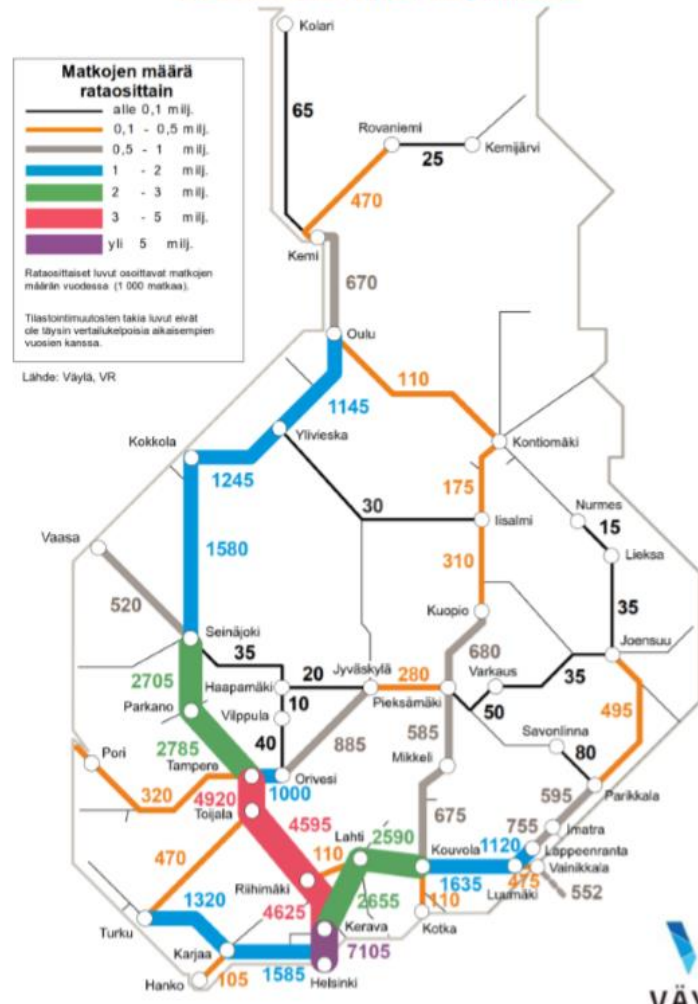 Kolari
Matkojen määrä
rataosittain
alle 0,1 milj.
0,1 - 0,5 milj.
0,5 - 1 milj.
1 - 2 milj.
2 - 3 milj.
3 - 5 milj.
yli 5 milj.
Rataosittaiset luvut osoittavat matkojen
määrän vuodessa (1 000 matkaa).
Tilastointimuutosten takia luvut eivät
ole täysin vertailukelpoisia aikaisempien
vuosien kanssa.
Lähde: Väylä, VR
65
Rovaniemi
25
Kemijärvi
470
Kemi
670
Oulu
110
1145
Kokkola
Ylivieska
Kontiomäki
1245
175
30
Iisalmi
Nurmes
15
Lieksa
Vaasa
1580
310
520
Kuopio
35
Seinäjoki
35
680
Joensuu
2705
Haapamäki
20
Jyväskylä
280
Varkaus
35
Parkano
10
Pieksämäki
50
495
Vilppula
585
Savonlinna
2785
40
885
80
Pori
Tampere
Orivesi
Mikkeli
1000
320
4920
595
Parikkala
Toijala
4595
675
Imatra
Lahti
2590
755
470
110
Kouvola
1120
Lappeenranta
Riihimäki
1635
475
Vainikkala
1320
2655
110
Luumäki
552
4625
Turku
Kerava
Kotka
Karjaa
7105
Hanko
105
1585
Helsinki